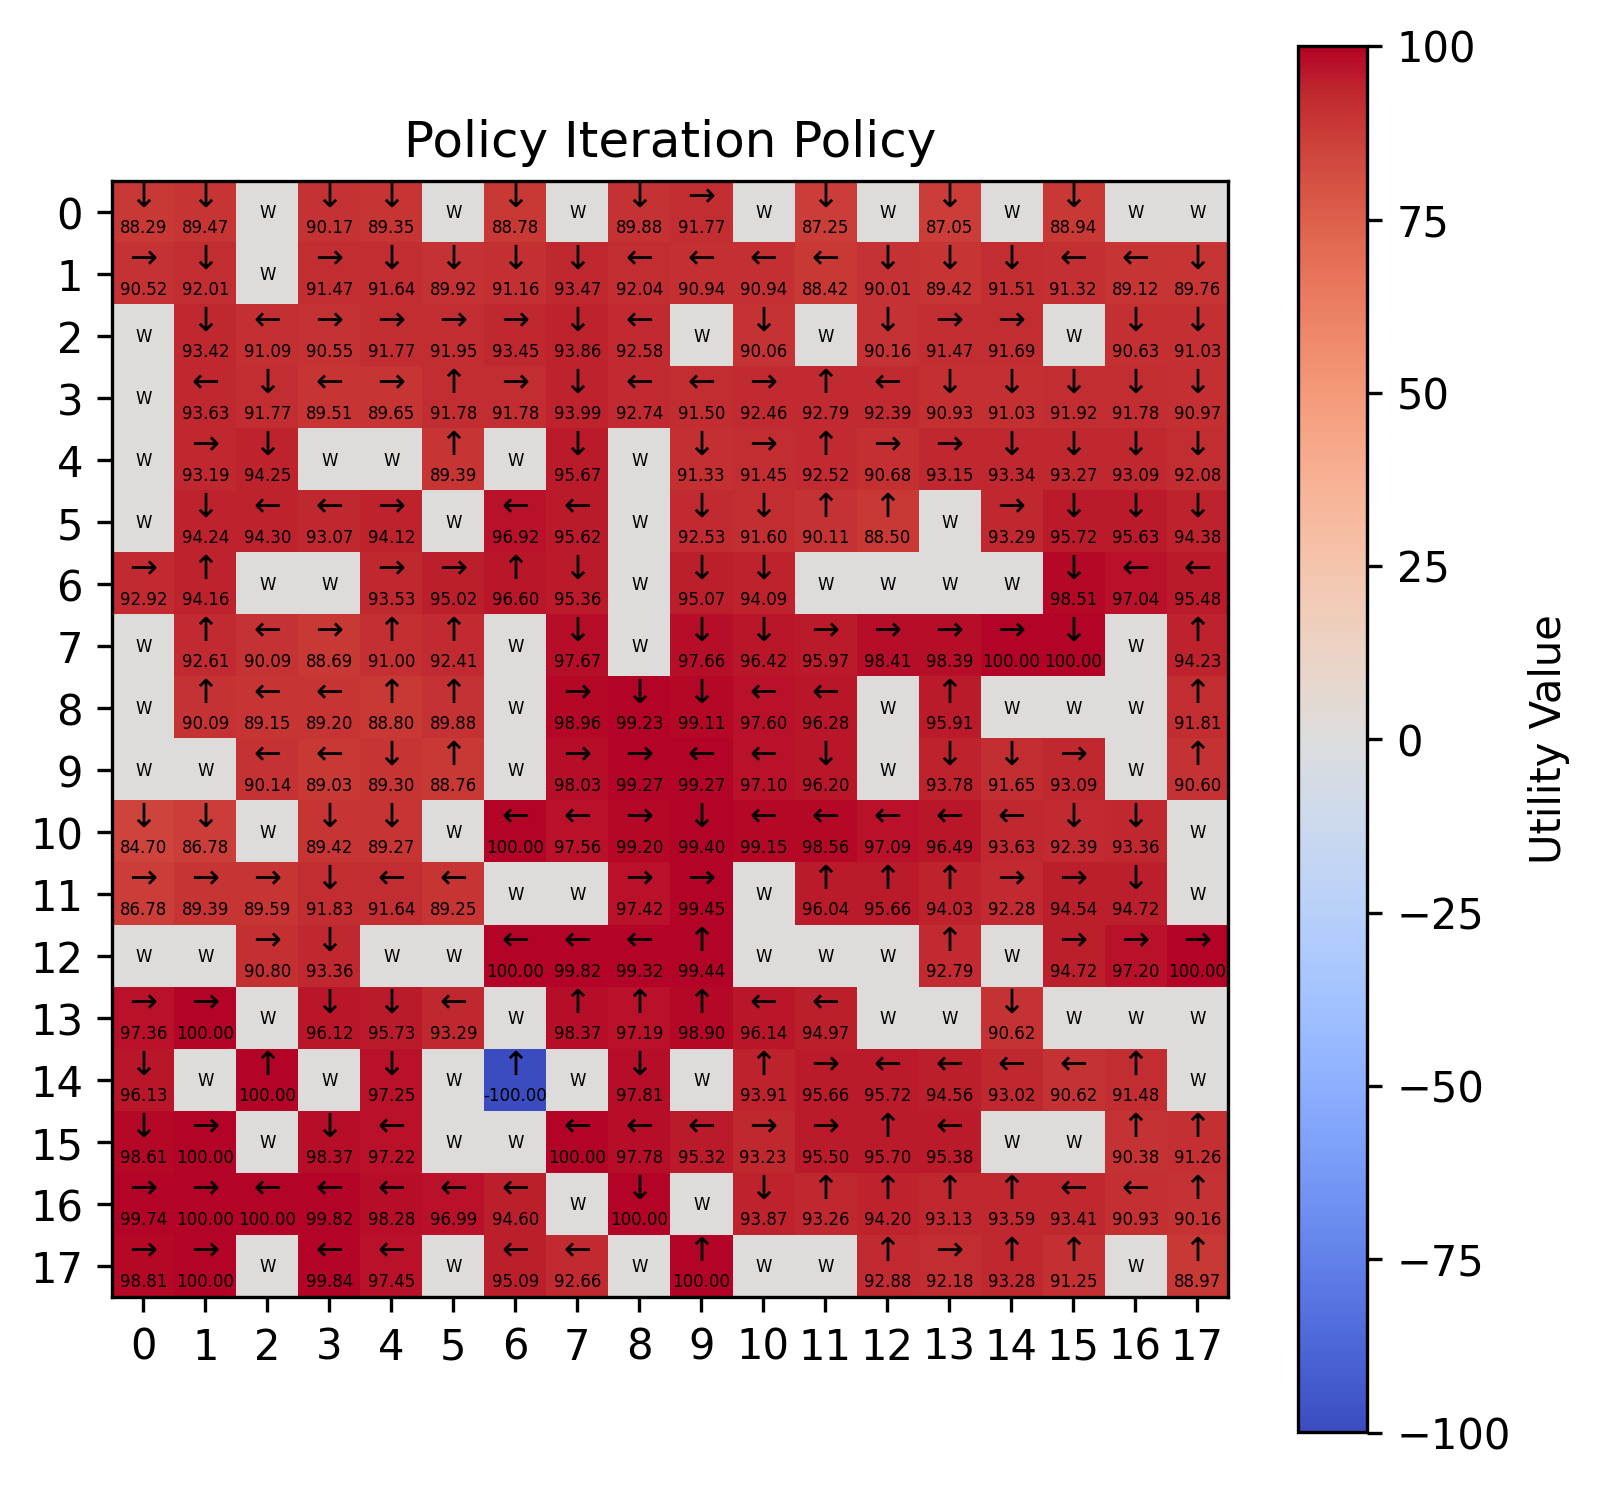 Policy Iteration Policy
0 ↓ ↓ W ↓ ↓ W ↓ W ↓ → W ↓ W ↓ W ↓ W W
88.29 89.47 90.17 89.35 88.78 89.88 91.77 87.25 87.05 88.94
1 → ↓ W → ↓ ↓ ↓ ↓ ← ← ← ← ↓ ↓ ↓ ← ← ↓
90.52 92.01 91.47 91.64 89.92 91.16 93.47 92.04 90.94 90.94 88.42 90.01 89.42 91.51 91.32 89.12 89.76
2 W ↓ ← → → → → ↓ ← W ↓ W ↓ → → W ↓ ↓
93.42 91.09 90.55 91.77 91.95 93.45 93.86 92.58 90.06 90.16 91.47 91.69 90.63 91.03
3 W ← ↓ ← → ↑ → ↓ ← ← → ↑ ← ↓ ↓ ↓ ↓ ↓
93.63 91.77 89.51 89.65 91.78 91.78 93.99 92.74 91.50 92.46 92.79 92.39 90.93 91.03 91.92 91.78 90.97
4 W → ↓ W W ↑ W ↓ W ↓ → ↑ → → ↓ ↓ ↓ ↓
93.19 94.25 89.39 95.67 91.33 91.45 92.52 90.68 93.15 93.34 93.27 93.09 92.08
5 W ↓ ← ← → W ← ← W ↓ ↓ ↑ ↑ W → ↓ ↓ ↓
94.24 94.30 93.07 94.12 96.92 95.62 92.53 91.60 90.11 88.50 93.29 95.72 95.63 94.38
6 → ↑ W W → → ↑ ↓ W ↓ ↓ W W W W ↓ ← ←
92.92 94.16 93.53 95.02 96.60 95.36 95.07 94.09 98.51 97.04 95.48
7 W ↑ ← → ↑ ↑ W ↓ W ↓ ↓ → → → → ↓ W ↑
92.61 90.09 88.69 91.00 92.41 97.67 97.66 96.42 95.97 98.41 98.39 100.00 100.00 94.23
8 W ↑ ← ← ↑ ↑ W → ↓ ↓ ← ← W ↑ W W W ↑
90.09 89.15 89.20 88.80 89.88 98.96 99.23 99.11 97.60 96.28 95.91 91.81
9 W W ← ← ↓ ↑ W → → ← ← ↓ W ↓ ↓ → W ↑
90.14 89.03 89.30 88.76 98.03 99.27 99.27 97.10 96.20 93.78 91.65 93.09 90.60
10 ↓ ↓ W ↓ ↓ W ← ← → ↓ ← ← ← ← ← ↓ ↓ W
84.70 86.78 89.42 89.27 100.00 97.56 99.20 99.40 99.15 98.56 97.09 96.49 93.63 92.39 93.36
11 → → → ↓ ← ← W W → → W ↑ ↑ ↑ → → ↓ W
86.78 89.39 89.59 91.83 91.64 89.25 97.42 99.45 96.04 95.66 94.03 92.28 94.54 94.72
12 W W → ↓ W W ← ← ← ↑ W W W ↑ W → → →
90.80 93.36 100.00 99.82 99.32 99.44 92.79 94.72 97.20 100.00
13 → → W ↓ ↓ ← W ↑ ↑ ↑ ← ← W W ↓ W W W
97.36 100.00 96.12 95.73 93.29 98.37 97.19 98.90 96.14 94.97 90.62
14 ↓ W ↑ W ↓ W ↑ W ↓ W ↑ → ← ← ← ← ↑ W
96.13 100.00 97.25 -100.00 97.81 93.91 95.66 95.72 94.56 93.02 90.62 91.48
15 ↓ → W ↓ ← W W ← ← ← → → ↑ ← W W ↑ ↑
98.61 100.00 98.37 97.22 100.00 97.78 95.32 93.23 95.50 95.70 95.38 90.38 91.26
16 → → ← ← ← ← ← W ↓ W ↓ ↑ ↑ ↑ ↑ ← ← ↑
99.74 100.00 100.00 99.82 98.28 96.99 94.60 100.00 93.87 93.26 94.20 93.13 93.59 93.41 90.93 90.16
17 → → W ← ← W ← ← W ↑ W W ↑ → ↑ ↑ W ↑
98.81 100.00 99.84 97.45 95.09 92.66 100.00 92.88 92.18 93.28 91.25 88.97
0 1 2 3 4 5 6 7 8 9 10 11 12 13 14 15 16 17
100
75
50
25
0
−25
−50
−75
−100
Utility Value